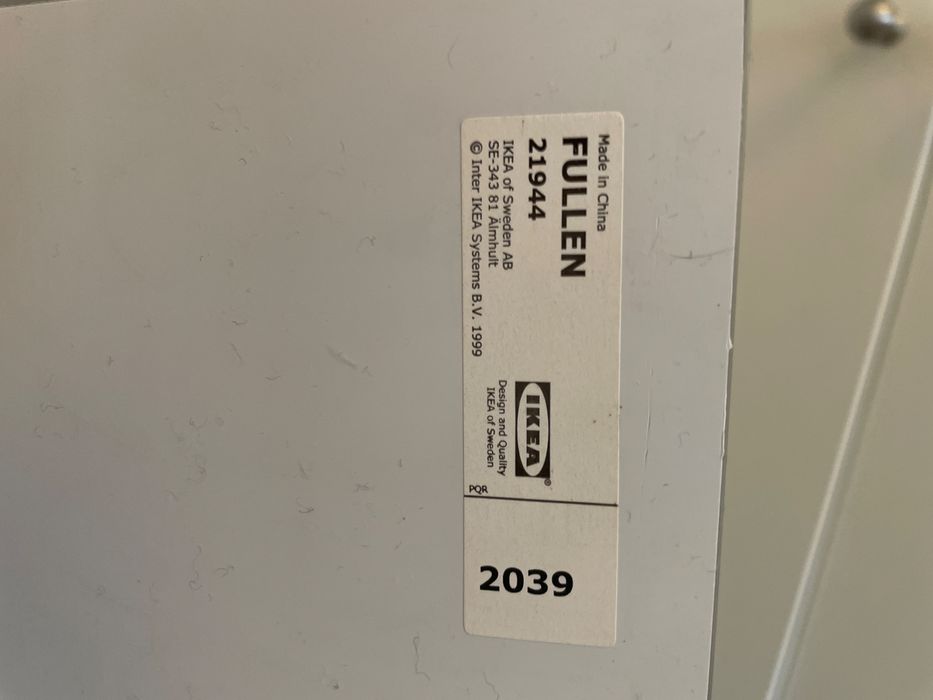 Made in China
FULLEN
21944
IKEA of Sweden AB
SE-343 81 Älmhult
© Inter IKEA Systems B.V. 1999
IKEA®
Design and Quality
IKEA of Sweden
PQR
2039